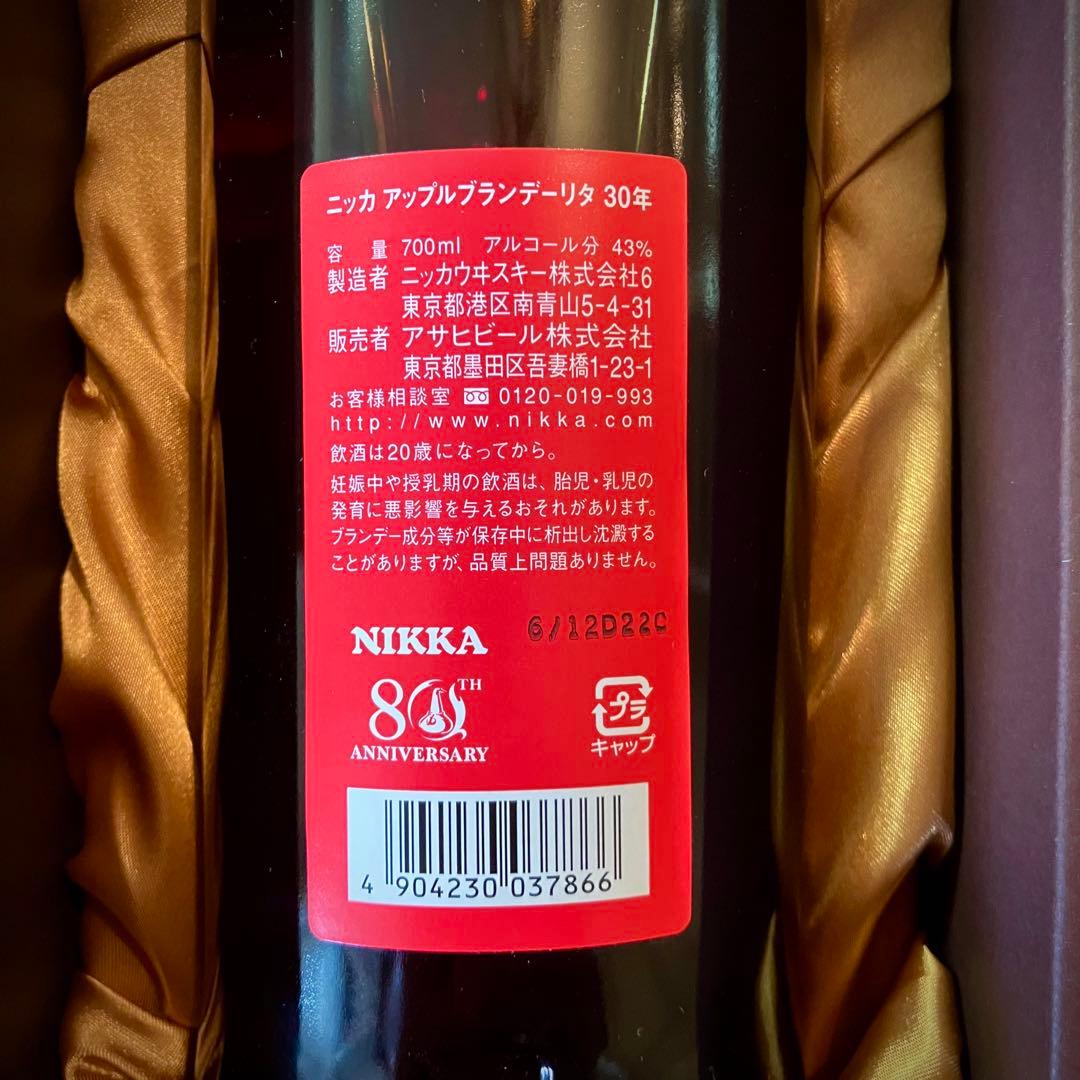 ニッカ アップルブランデーリタ 30年
容量 700ml アルコール分 43%
製造者 ニッカウヰスキー株式会社6
東京都港区南青山5-4-31
販売者 アサヒビール株式会社
東京都墨田区吾妻橋1-23-1
お客様相談室 0120-019-993
http://www.nikka.com
飲酒は20歳になってから。
妊娠中や授乳期の飲酒は、胎児・乳児の
発育に悪影響を与えるおそれがあります。
ブランデー成分等が保存中に析出し沈澱する
ことがありますが、品質上問題ありません。
NIKKA
6/12D22C
80TH
ANNIVERSARY
プラ
キャップ
4 904230 037866